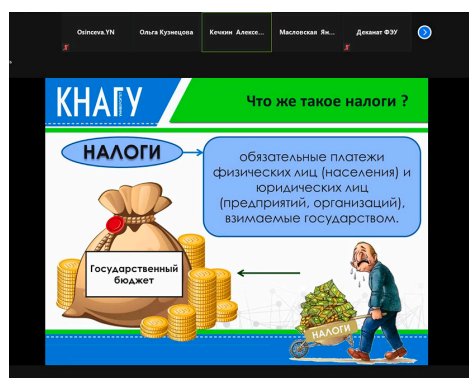 Osinceva.YN
Ольга Кузнецова
Кечкин Алексе...
Масловская Ян...
Деканат ФЭУ
КНАГУ
Что же такое налоги ?
НАЛОГИ
обязательные платежи
физических лиц (населения) и
юридических лиц
(предприятий, организаций),
взимаемые государством.
Государственный
бюджет
НАЛОГИ